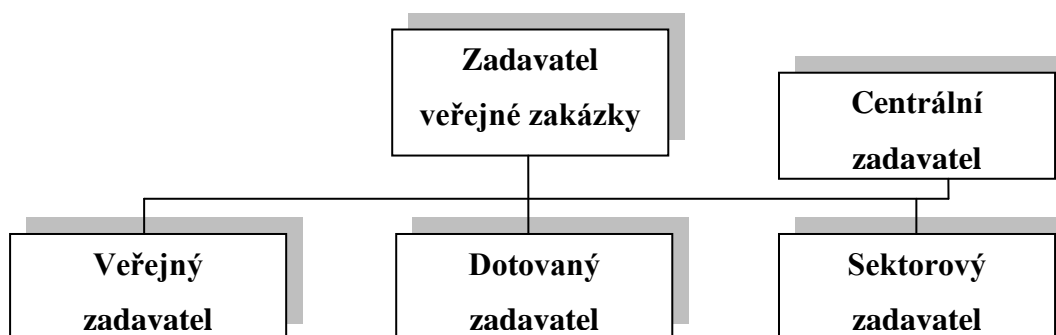 Zadavatel
veřejné zakázky
Centrální
zadavatel
Veřejný
zadavatel
Dotovaný
zadavatel
Sektorový
zadavatel